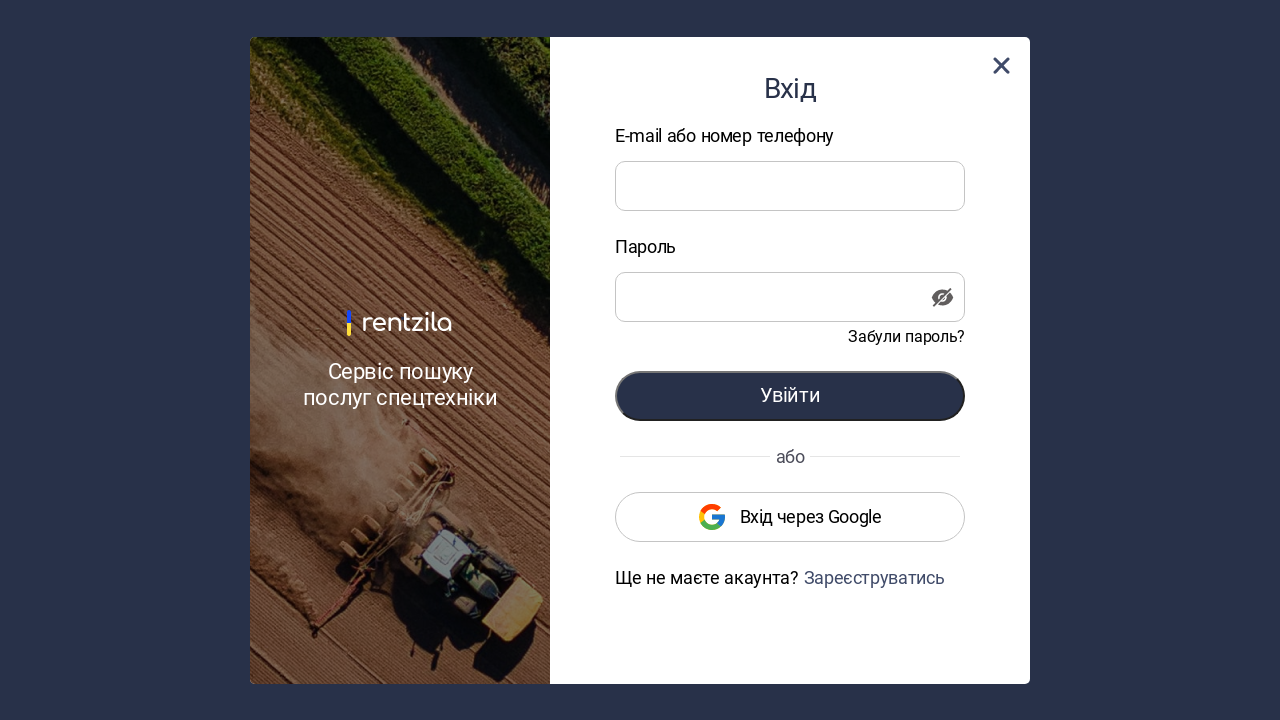 rentzila
Сервіс пошуку
послуг спецтехніки
Вхід
E-mail або номер телефону
Пароль
Забули пароль?
Увійти
або
Вхід через Google
Ще не маєте акаунта? Зареєструватись